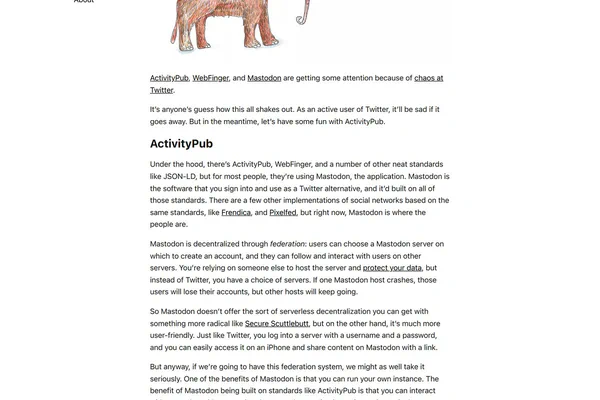 About
ActivityPub, WebFinger, and Mastodon are getting some attention because of chaos at
Twitter.
It's anyone's guess how this all shakes out. As an active user of Twitter, it'll be sad if it
goes away. But in the meantime, let's have some fun with ActivityPub.
ActivityPub
Under the hood, there's ActivityPub, WebFinger, and a number of other neat standards
like JSON-LD, but for most people, they're using Mastodon, the application. Mastodon is
the software that you sign into and use as a Twitter alternative, and it'd built on all of
those standards. There are a few other implementations of social networks based on the
same standards, like Frendica, and Pixelfed, but right now, Mastodon is where the
people are.
Mastodon is decentralized through federation: users can choose a Mastodon server on
which to create an account, and they can follow and interact with users on other
servers. You're relying on someone else to host the server and protect your data, but
instead of Twitter, you have a choice of servers. If one Mastodon host crashes, those
users will lose their accounts, but other hosts will keep going.
So Mastodon doesn't offer the sort of serverless decentralization you can get with
something more radical like Secure Scuttlebutt, but on the other hand, it's much more
user-friendly. Just like Twitter, you log into a server with a username and a password,
and you can easily access it on an iPhone and share content on Mastodon with a link.
But anyway, if we're going to have this federation system, we might as well take it
seriously. One of the benefits of Mastodon is that you can run your own instance. The
benefit of Mastodon being built on standards like ActivityPub is that you can interact